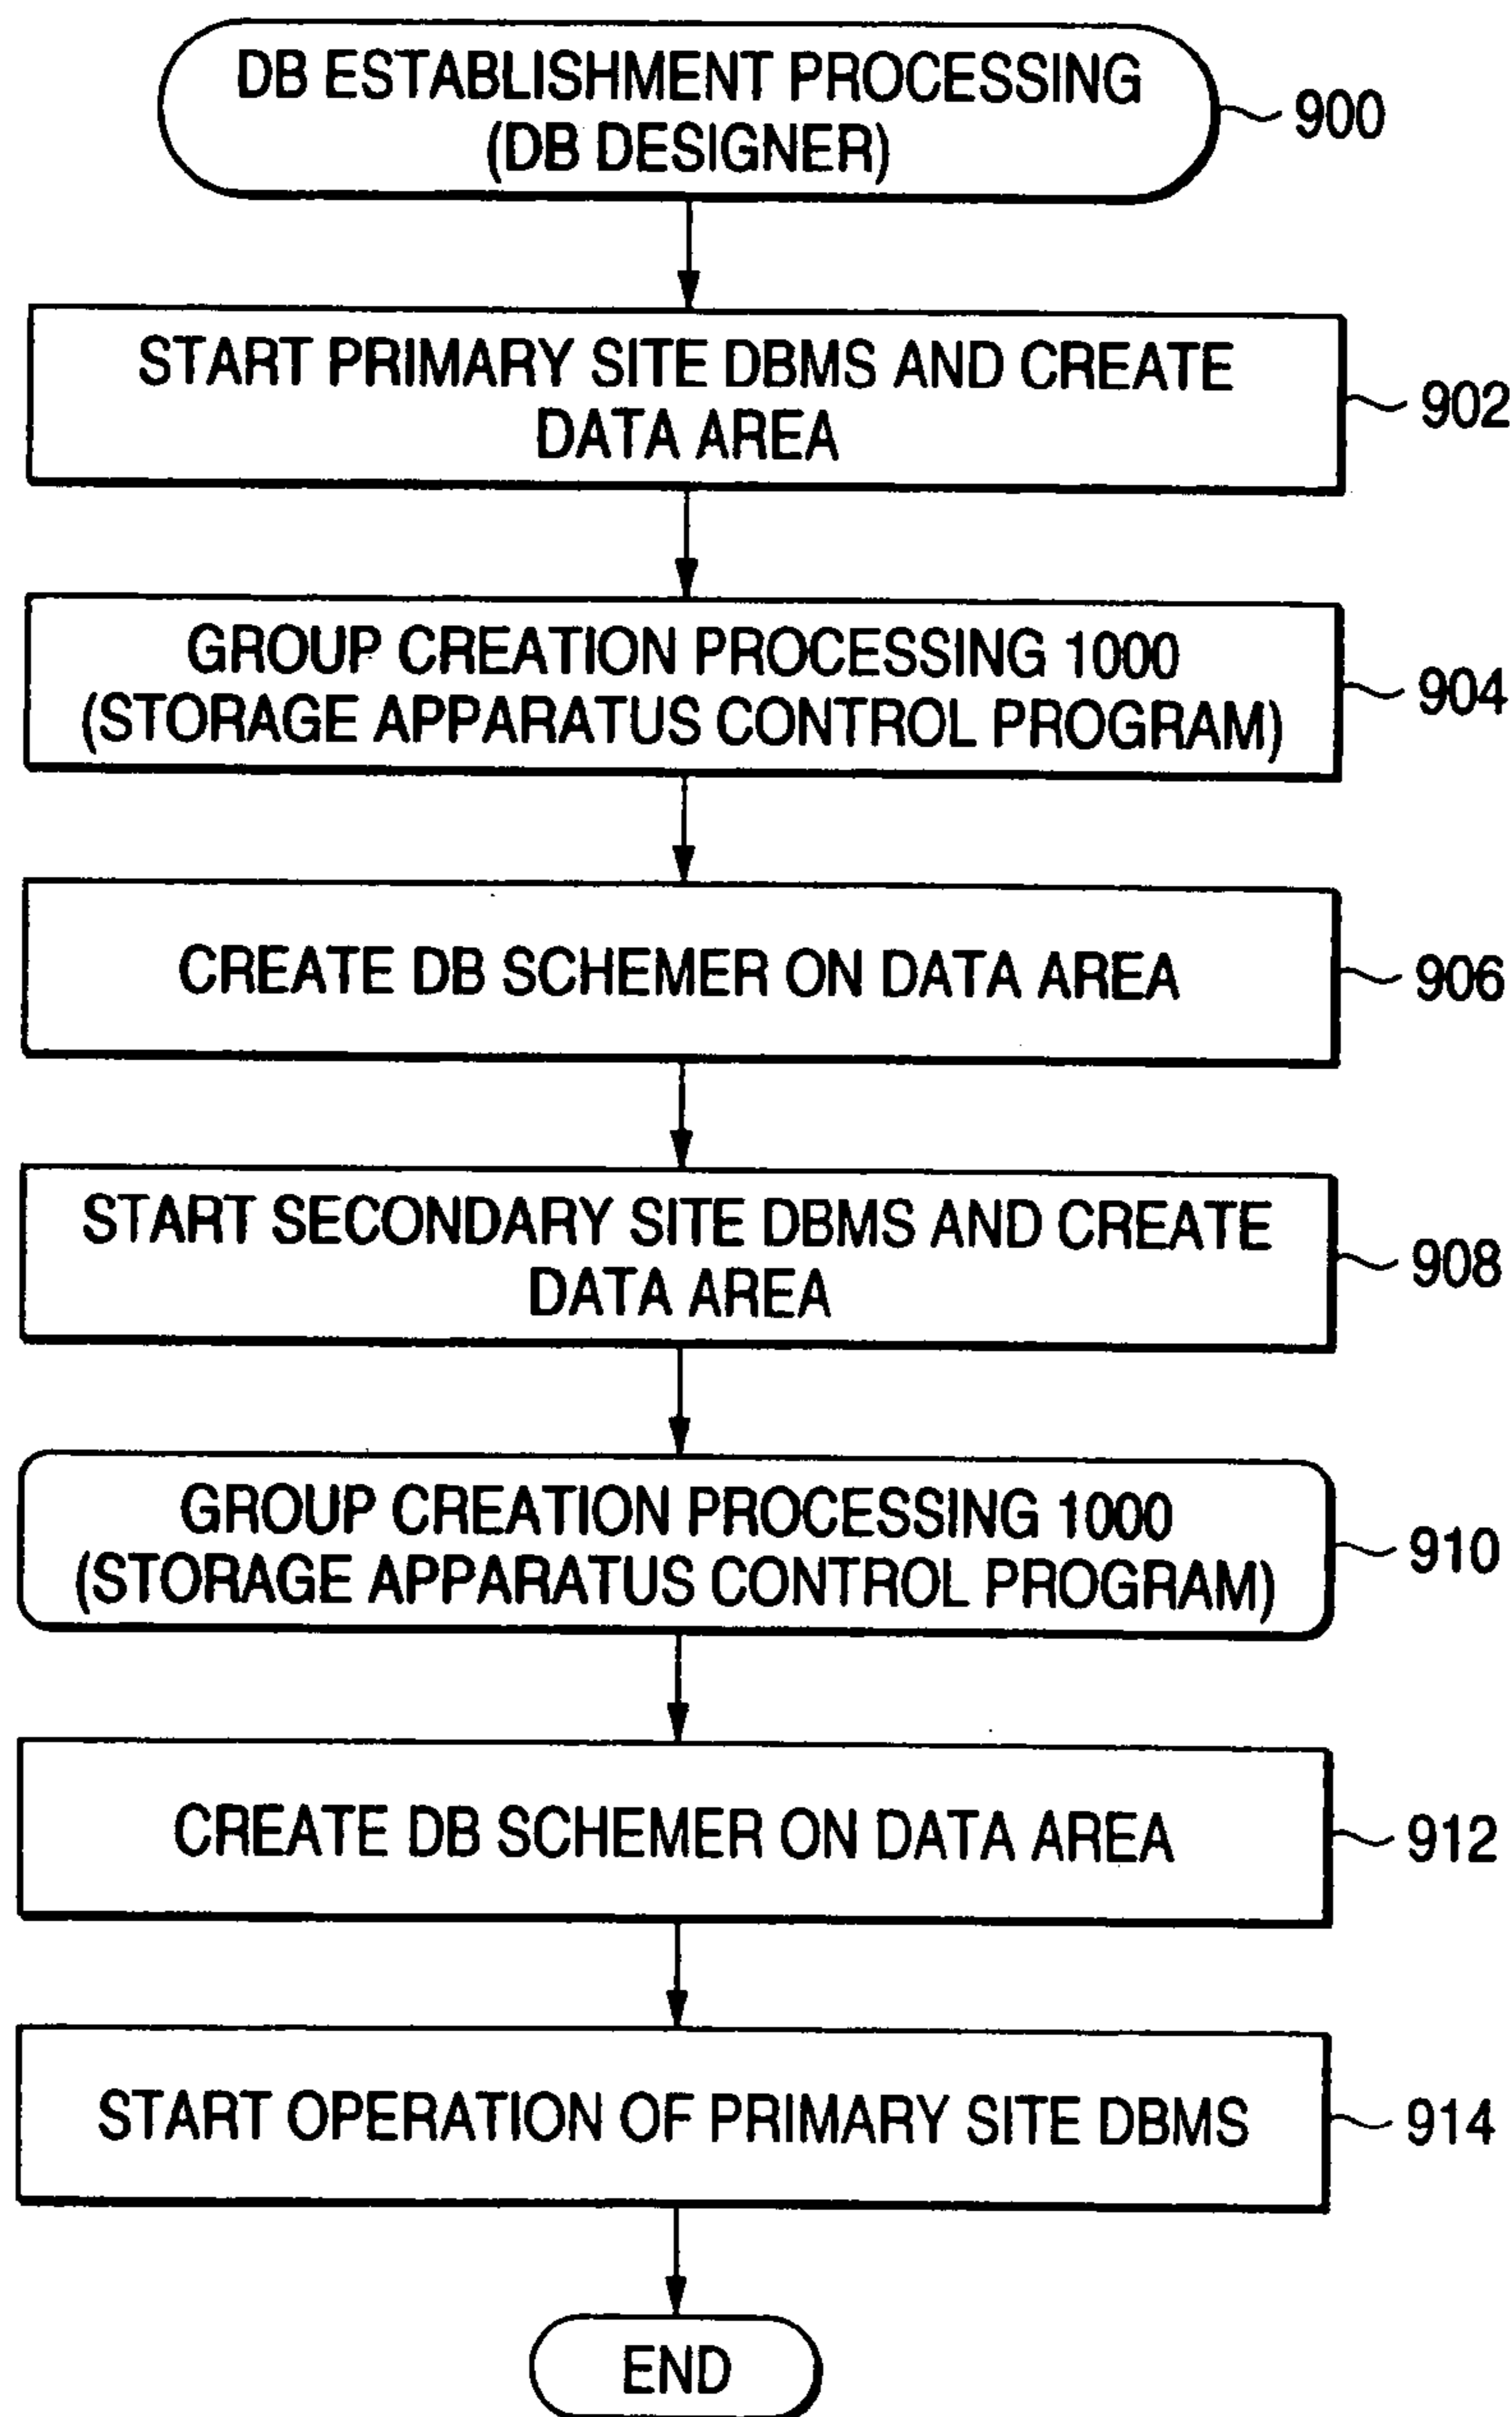 DB ESTABLISHMENT PROCESSING
(DB DESIGNER)
900
START PRIMARY SITE DBMS AND CREATE
DATA AREA
902
GROUP CREATION PROCESSING 1000
(STORAGE APPARATUS CONTROL PROGRAM)
904
CREATE DB SCHEMER ON DATA AREA
906
START SECONDARY SITE DBMS AND CREATE
DATA AREA
908
GROUP CREATION PROCESSING 1000
(STORAGE APPARATUS CONTROL PROGRAM)
910
CREATE DB SCHEMER ON DATA AREA
912
START OPERATION OF PRIMARY SITE DBMS
914
END